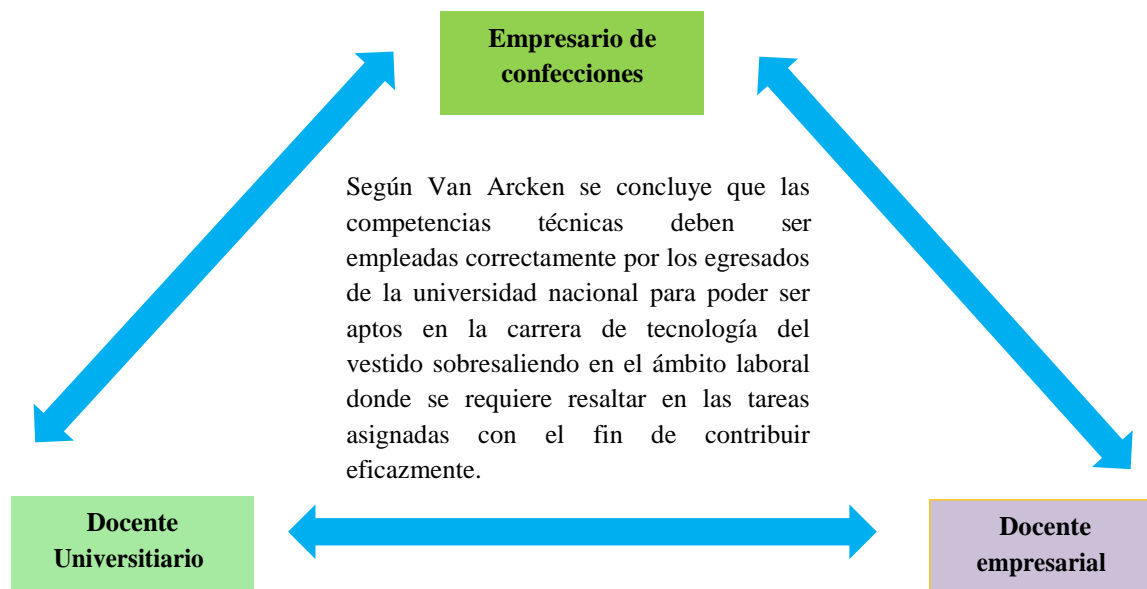 Empresario de
confecciones
Según Van Arcken se concluye que las
competencias técnicas deben ser
empleadas correctamente por los egresados
de la universidad nacional para poder ser
aptos en la carrera de tecnología del
vestido sobresaliendo en el ámbito laboral
donde se requiere resaltar en las tareas
asignadas con el fin de contribuir
eficazmente.
Docente
Universitiario
Docente
empresarial